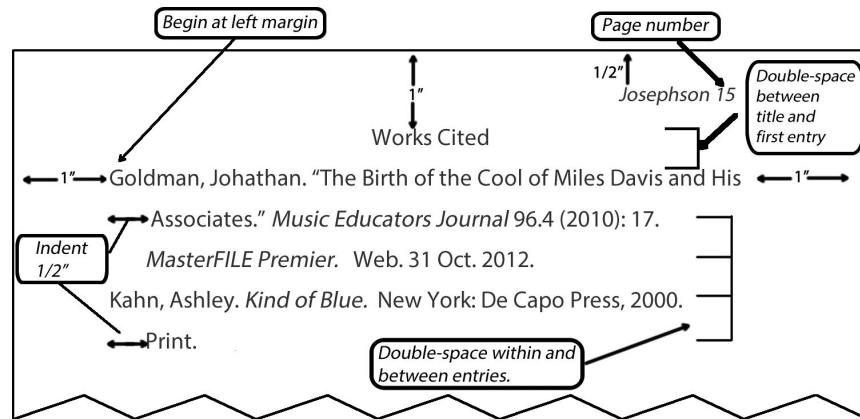 Begin at left margin
Page number
1/2"
Josephson 15
Double-space
between
title and
first entry
1"
Works Cited
1"
Goldman, Johathan. “The Birth of the Cool of Miles Davis and His
1"
Associates.” Music Educators Journal 96.4 (2010): 17.
Indent
1/2"
MasterFILE Premier. Web. 31 Oct. 2012.
Kahn, Ashley. Kind of Blue. New York: De Capo Press, 2000.
Print.
Double-space within and
between entries.